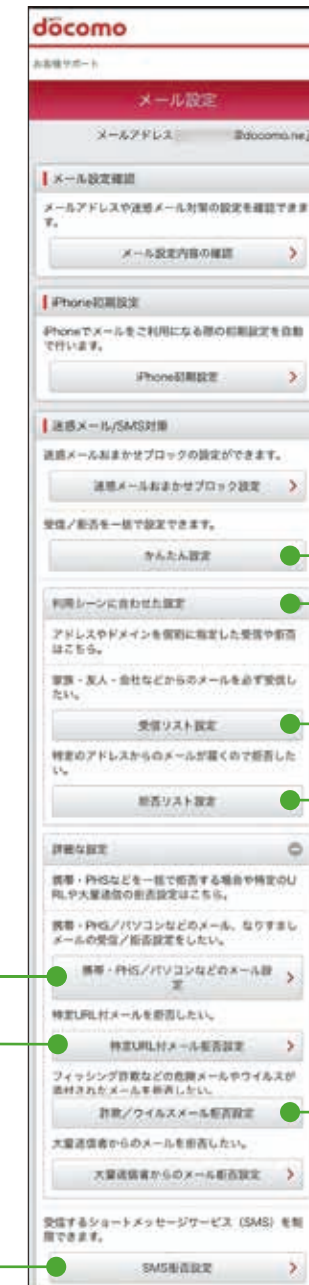 döcomo
お客様サポート
メール設定
メールアドレス @docomo.ne.j
メール設定確認
メールアドレスや迷惑メール対策の設定を確認できま
す。
メール設定内容の確認
iPhone初期設定
iPhoneでメールをご利用になる際の初期設定を自動
で行います。
iPhone初期設定
迷惑メール/SMS対策
迷惑メールおまかせブロックの設定ができます。
迷惑メールおまかせブロック設定
受信/拒否を一括で設定できます。
かんたん設定
利用シーンに合わせた設定
アドレスやドメインを個別に指定した受信や拒否
はこちら。
家族・友人・会社などからのメールを必ず受信し
たい。
受信リスト設定
特定のアドレスからのメールが届くので拒否した
い。
拒否リスト設定
詳細な設定
携帯・PHSなどを一括で拒否する場合や特定のU
RLや大量送信の拒否設定はこちら。
携帯・PHS/パソコンなどのメール、なりすまし
メールの受信/拒否設定をしたい。
携帯・PHS/パソコンなどのメール設
定
特定URL付メールを拒否したい。
特定URL付メール拒否設定
フィッシング詐欺などの危険メールやウイルスが
添付されたメールを拒否したい。
詐欺/ウイルスメール拒否設定
大量送信者からのメールを拒否したい。
大量送信者からのメール拒否設定
受信するショートメッセージサービス(SMS)を制
限できます。
SMS拒否設定